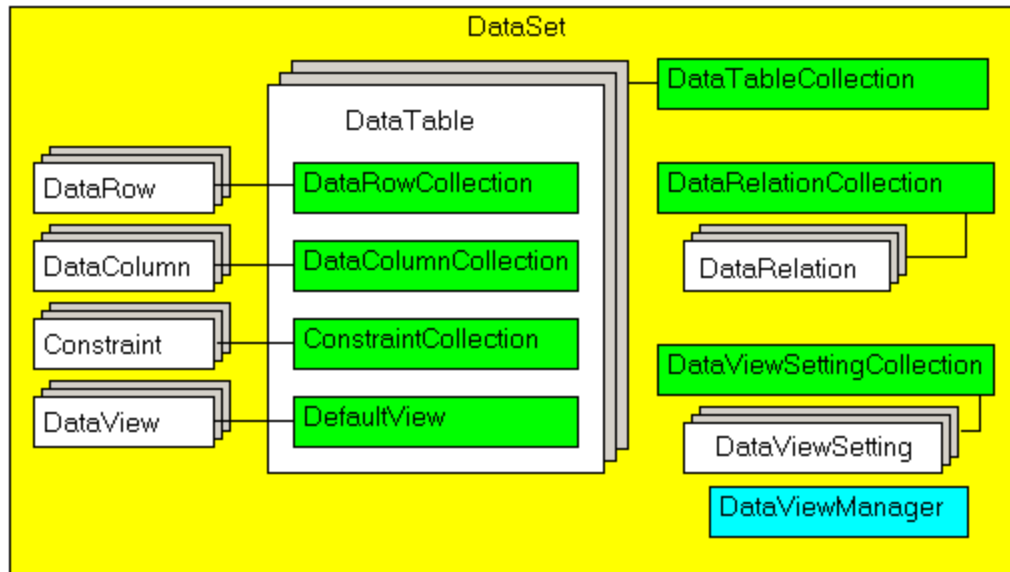 DataSet
DataTableCollection
DataTable
DataRow
DataRowCollection
DataRelationCollection
DataColumn
DataColumnCollection
DataRelation
Constraint
ConstraintCollection
DataViewSettingCollection
DataView
DefaultView
DataViewSetting
DataViewManager